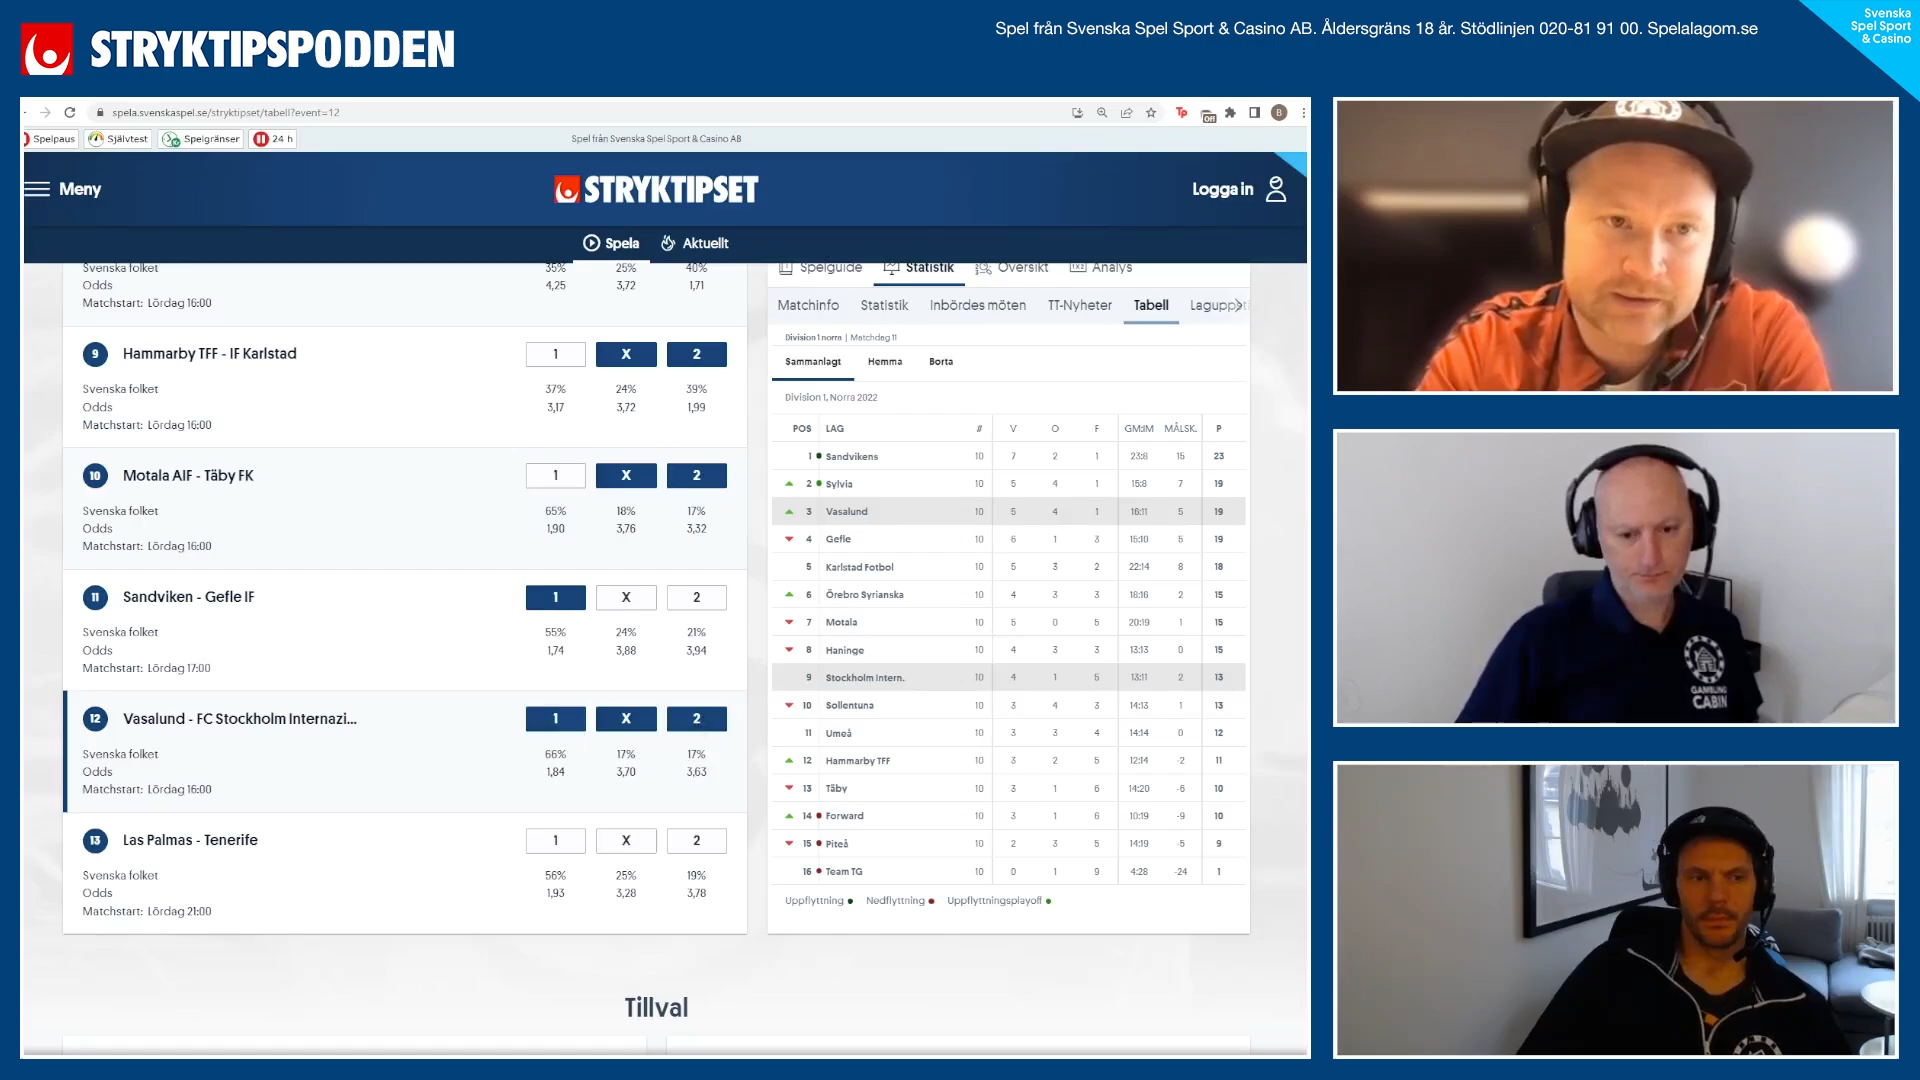 STRYKTIPSPODDEN
Spel från Svenska Spel Sport & Casino AB. Åldersgräns 18 år. Stödlinjen 020-81 91 00. Spelalagom.se
Svenska
Spel Sport
& Casino
spela.svenskaspel.se/stryktipset/tabell?event=12
Tp
Off
B
Spelpaus
Självtest
Spelgränser
24 h
Spel från Svenska Spel Sport & Casino AB
Meny
STRYKTIPSET
Logga in
Spela
Aktuellt
Svenska folket 35% 25% 40%
Odds 4,25 3,72 1,71
Matchstart: Lördag 16:00
9 Hammarby TFF - IF Karlstad 1 X 2
Svenska folket 37% 24% 39%
Odds 3,17 3,72 1,99
Matchstart: Lördag 16:00
10 Motala AIF - Täby FK 1 X 2
Svenska folket 65% 18% 17%
Odds 1,90 3,76 3,32
Matchstart: Lördag 16:00
11 Sandviken - Gefle IF 1 X 2
Svenska folket 55% 24% 21%
Odds 1,74 3,88 3,94
Matchstart: Lördag 17:00
12 Vasalund - FC Stockholm Internazi... 1 X 2
Svenska folket 66% 17% 17%
Odds 1,84 3,70 3,63
Matchstart: Lördag 16:00
13 Las Palmas - Tenerife 1 X 2
Svenska folket 56% 25% 19%
Odds 1,93 3,28 3,78
Matchstart: Lördag 21:00
Spelguide Statistik Översikt Analys
Matchinfo Statistik Inbördes möten TT-Nyheter Tabell
Division 1 norra | Matchdag 11
Sammanlagt Hemma Borta
Division 1, Norra 2022
POS LAG # V O F GM:IM MÅLSK. P
1 Sandvikens 10 7 2 1 23:8 15 23
2 Sylvia 10 5 4 1 15:8 7 19
3 Vasalund 10 5 4 1 16:11 5 19
4 Gefle 10 6 1 3 15:10 5 19
5 Karlstad Fotbol 10 5 3 2 22:14 8 18
6 Örebro Syrianska 10 4 3 3 18:16 2 15
7 Motala 10 5 0 5 20:19 1 15
8 Haninge 10 4 3 3 13:13 0 15
9 Stockholm Intern. 10 4 1 5 13:11 2 13
10 Sollentuna 10 3 4 3 14:13 1 13
11 Umeå 10 3 3 4 14:14 0 12
12 Hammarby TFF 10 3 2 5 12:14 -2 11
13 Täby 10 3 1 6 14:20 -6 10
14 Forward 10 3 1 6 10:19 -9 10
15 Piteå 10 2 3 5 14:19 -5 9
16 Team TG 10 0 1 9 4:28 -24 1
Uppflyttning Nedflyttning Uppflyttningsplayoff
Tillval
GAMBLING
CABIN